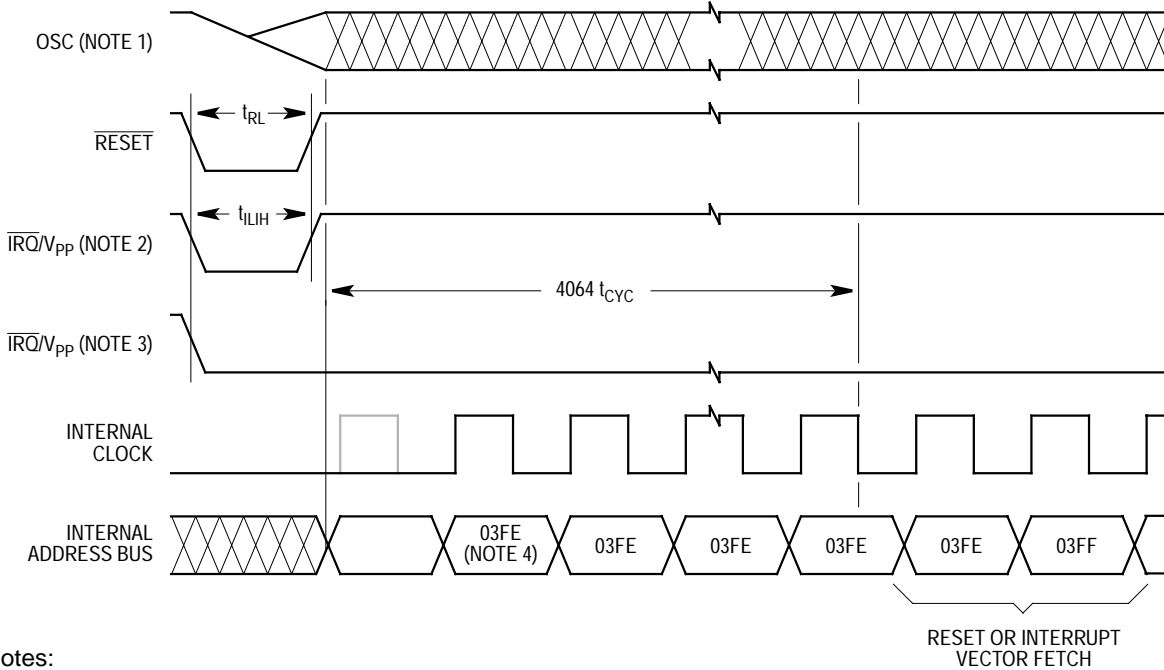 OSC (NOTE 1)
t_RL
RESET
t_ILIH
IRQ/V_PP (NOTE 2)
4064 t_CYC
IRQ/V_PP (NOTE 3)
INTERNAL
CLOCK
INTERNAL
ADDRESS BUS
03FE
(NOTE 4)
03FE
03FE
03FE
03FE
03FF
RESET OR INTERRUPT
VECTOR FETCH
otes: